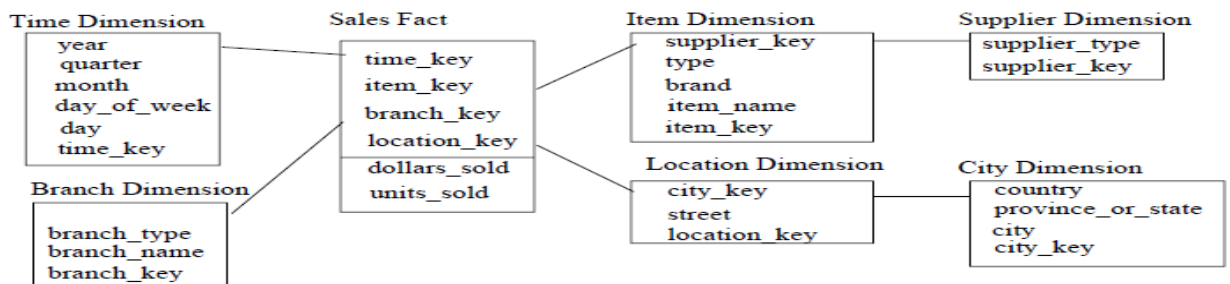 Time Dimension
year
quarter
month
day_of_week
day
time_key
Sales Fact
time_key
item_key
branch_key
location_key
dollars_sold
units_sold
Item Dimension
supplier_key
type
brand
item_name
item_key
Supplier Dimension
supplier_type
supplier_key
Branch Dimension
branch_type
branch_name
branch_key
Location Dimension
city_key
street
location_key
City Dimension
country
province_or_state
city
city_key